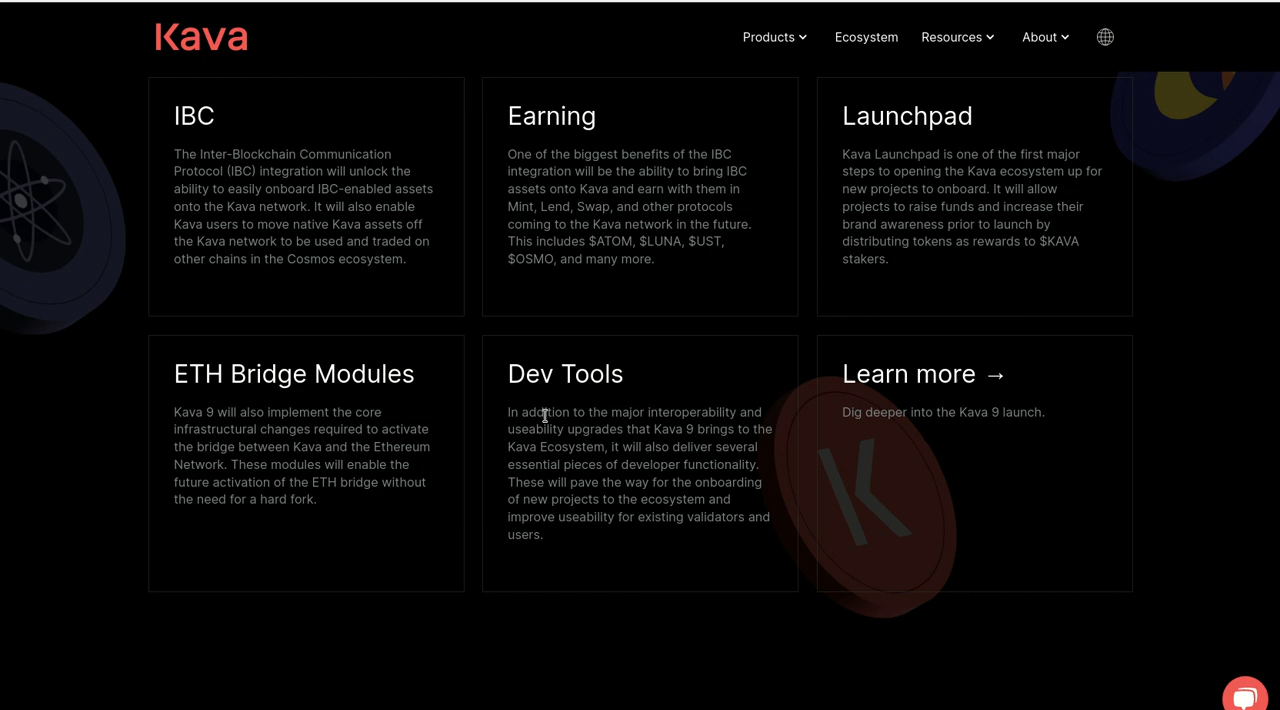 Kava
Products
Ecosystem
Resources
About
IBC
The Inter-Blockchain Communication
Protocol (IBC) integration will unlock the
ability to easily onboard IBC-enabled assets
onto the Kava network. It will also enable
Kava users to move native Kava assets off
the Kava network to be used and traded on
other chains in the Cosmos ecosystem.
Earning
One of the biggest benefits of the IBC
integration will be the ability to bring IBC
assets onto Kava and earn with them in
Mint, Lend, Swap, and other protocols
coming to the Kava network in the future.
This includes $ATOM, $LUNA, $UST,
$OSMO, and many more.
Launchpad
Kava Launchpad is one of the first major
steps to opening the Kava ecosystem up for
new projects to onboard. It will allow
projects to raise funds and increase their
brand awareness prior to launch by
distributing tokens as rewards to $KAVA
stakers.
ETH Bridge Modules
Kava 9 will also implement the core
infrastructural changes required to activate
the bridge between Kava and the Ethereum
Network. These modules will enable the
future activation of the ETH bridge without
the need for a hard fork.
Dev Tools
In addition to the major interoperability and
useability upgrades that Kava 9 brings to the
Kava Ecosystem, it will also deliver several
essential pieces of developer functionality.
These will pave the way for the onboarding
of new projects to the ecosystem and
improve useability for existing validators and
users.
Learn more →
Dig deeper into the Kava 9 launch.